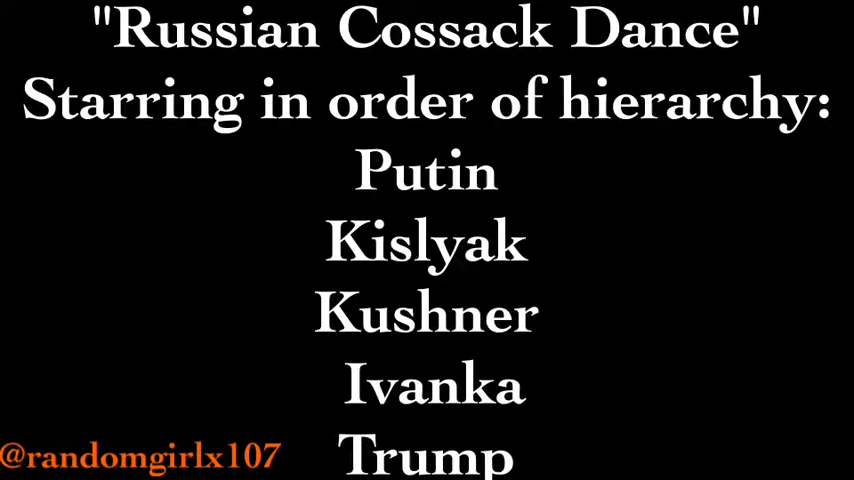 "Russian Cossack Dance"
Starring in order of hierarchy:
Putin
Kislyak
Kushner
Ivanka
Trump
@randomgirlx107